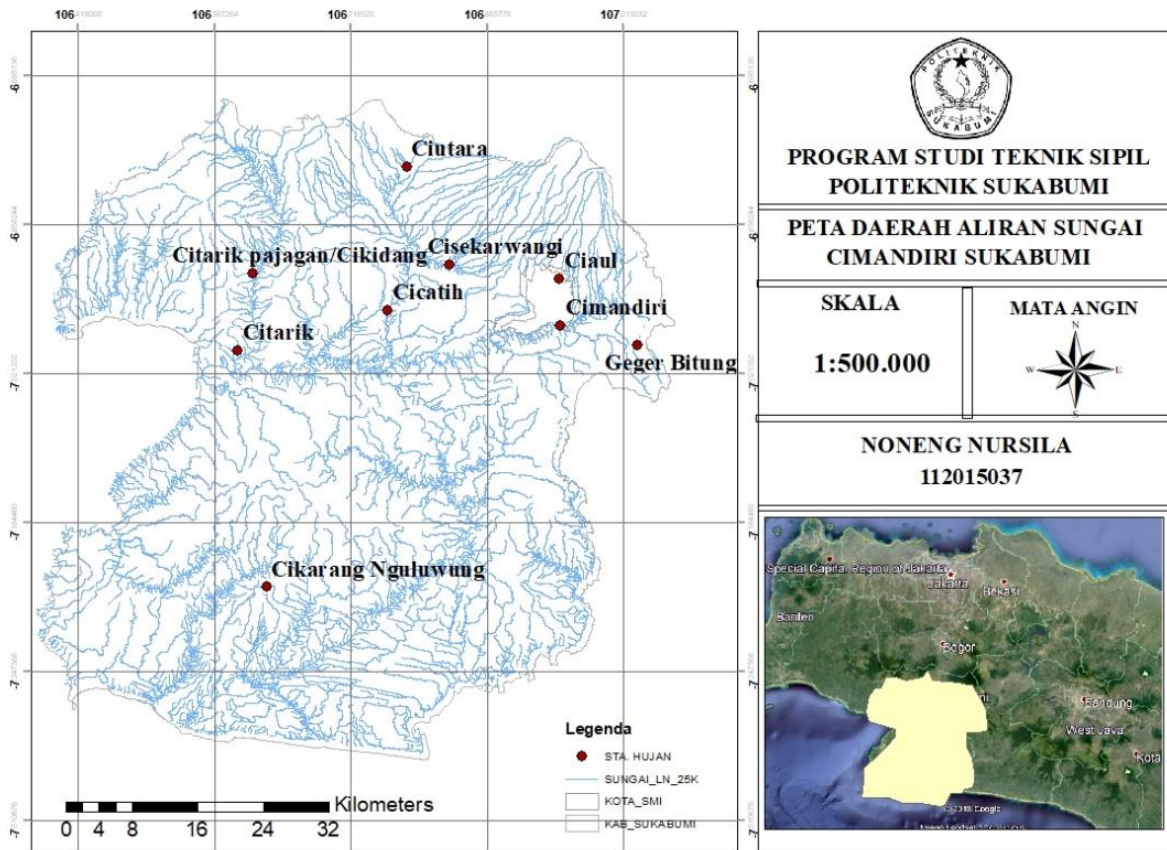 106
106
106
106
107
Ciutara
Cisekarwangi
Citarik pajagan/Cikidang
Ciaul
Cicatih
Cimandiri
Citarik
Geger Bitung
Cikarang Nguluwung
Legenda
STA. HUJAN
SUNGAI_LN_25K
KOTA_SMI
KAB_SUKABUMI
Kilometers
0 4 8 16 24 32
POLITEKNIK
SUKABUMI
PROGRAM STUDI TEKNIK SIPIL
POLITEKNIK SUKABUMI
PETA DAERAH ALIRAN SUNGAI
CIMANDIRI SUKABUMI
SKALA
1:500.000
MATA ANGIN
N
W E
S
NONENG NURSILA
112015037
Special Capital Region of Jakarta
Jakarta
Bekasi
Banten
Bogor
Bandung
West Java
Kota